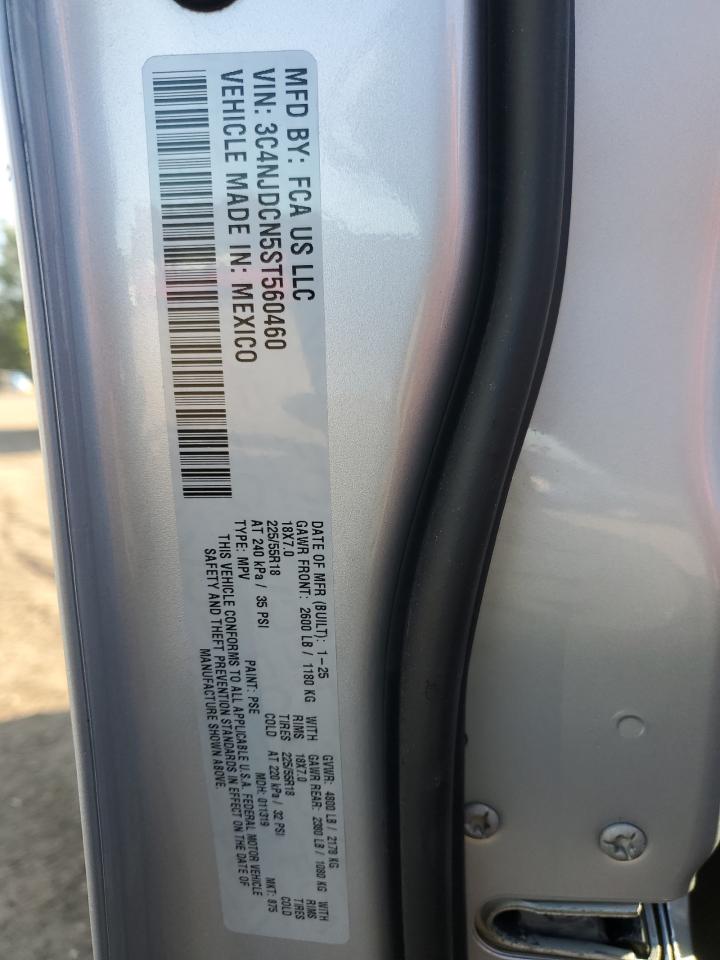 MFD BY: FCA US LLC
VIN: 3C4NJDCN5ST560460
VEHICLE MADE IN: MEXICO
DATE OF MFR (BUILT): 1-25 GVWR: 4800 LB / 2178 KG
GAWR FRONT: 2600 LB / 1180 KG WITH GAWR REAR: 2380 LB / 1080 KG WITH
18X7.0 RIMS 18X7.0 RIMS
225/55R18 TIRES 225/55R18 TIRES
AT 240 kPa / 35 PSI COLD AT 220 kPa / 32 PSI COLD
TYPE: MPV PAINT: PSE MDH: 011319 MKT: 875
THIS VEHICLE CONFORMS TO ALL APPLICABLE U.S.A. FEDERAL MOTOR VEHICLE
SAFETY AND THEFT PREVENTION STANDARDS IN EFFECT ON THE DATE OF
MANUFACTURE SHOWN ABOVE.